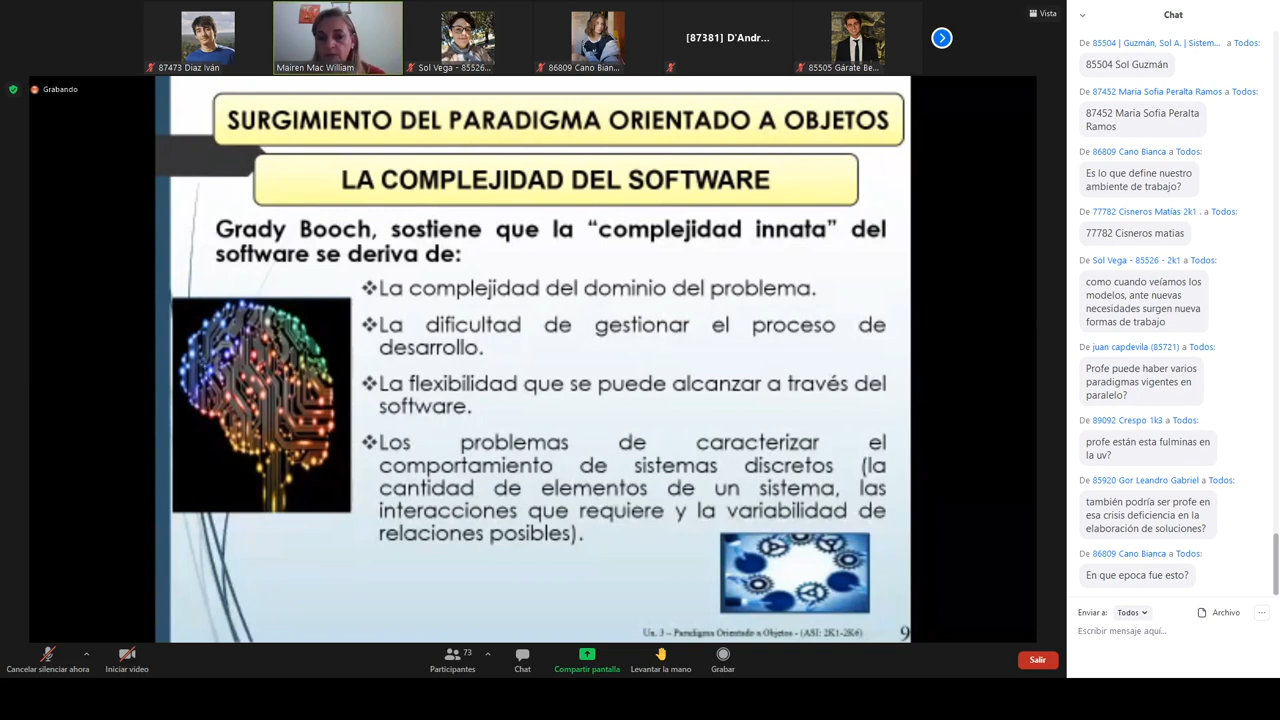 Vista
87473 Diaz Iván
Mairen Mac William
Sol Vega - 85526...
86809 Cano Bian...
[87381] D'Andr...
85505 Gárate Be...
Grabando
SURGIMIENTO DEL PARADIGMA ORIENTADO A OBJETOS
LA COMPLEJIDAD DEL SOFTWARE
Grady Booch, sostiene que la “complejidad innata” del
software se deriva de:
❖La complejidad del dominio del problema.
❖La dificultad de gestionar el proceso de
desarrollo.
❖La flexibilidad que se puede alcanzar a través del
software.
❖Los problemas de caracterizar el
comportamiento de sistemas discretos (la
cantidad de elementos de un sistema, las
interacciones que requiere y la variabilidad de
relaciones posibles).
Un. 3 – Paradigma Orientado a Objetos - (ASI: 2K1-2K6)
9
Cancelar silenciar ahora
Iniciar video
73
Participantes
Chat
Compartir pantalla
Levantar la mano
Grabar
Salir
Chat
De 85504 | Guzmán, Sol A. | Sistem... a Todos:
85504 Sol Guzmán
De 87452 Maria Sofia Peralta Ramos a Todos:
87452 Maria Sofia Peralta
Ramos
De 86809 Cano Bianca a Todos:
Es lo que define nuestro
ambiente de trabajo?
De 77782 Cisneros Matías 2k1 . a Todos:
77782 Cisneros matias
De Sol Vega - 85526 - 2k1 a Todos:
como cuando veíamos los
modelos, ante nuevas
necesidades surgen nueva
formas de trabajo
De juan capdevila (85721) a Todos:
Profe puede haber varios
paradigmas vigentes en
paralelo?
De 89092 Crespo 1k3 a Todos:
profe están esta fulminas en
la uv?
De 85920 Gor Leandro Gabriel a Todos:
también podría ser profe en
esa crisis deficiencia en la
elaboración de soluciones?
De 86809 Cano Bianca a Todos:
En que epoca fue esto?
Enviar a: Todos
Archivo
...
Escribir mensaje aquí...